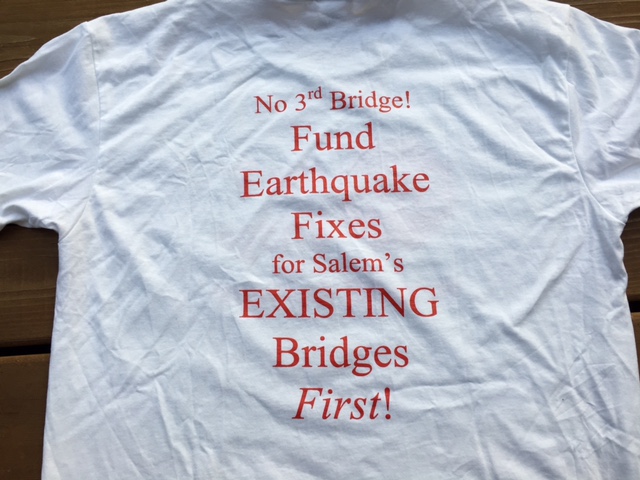 No 3rd Bridge!
Fund
Earthquake
Fixes
for Salem's
EXISTING
Bridges
First!